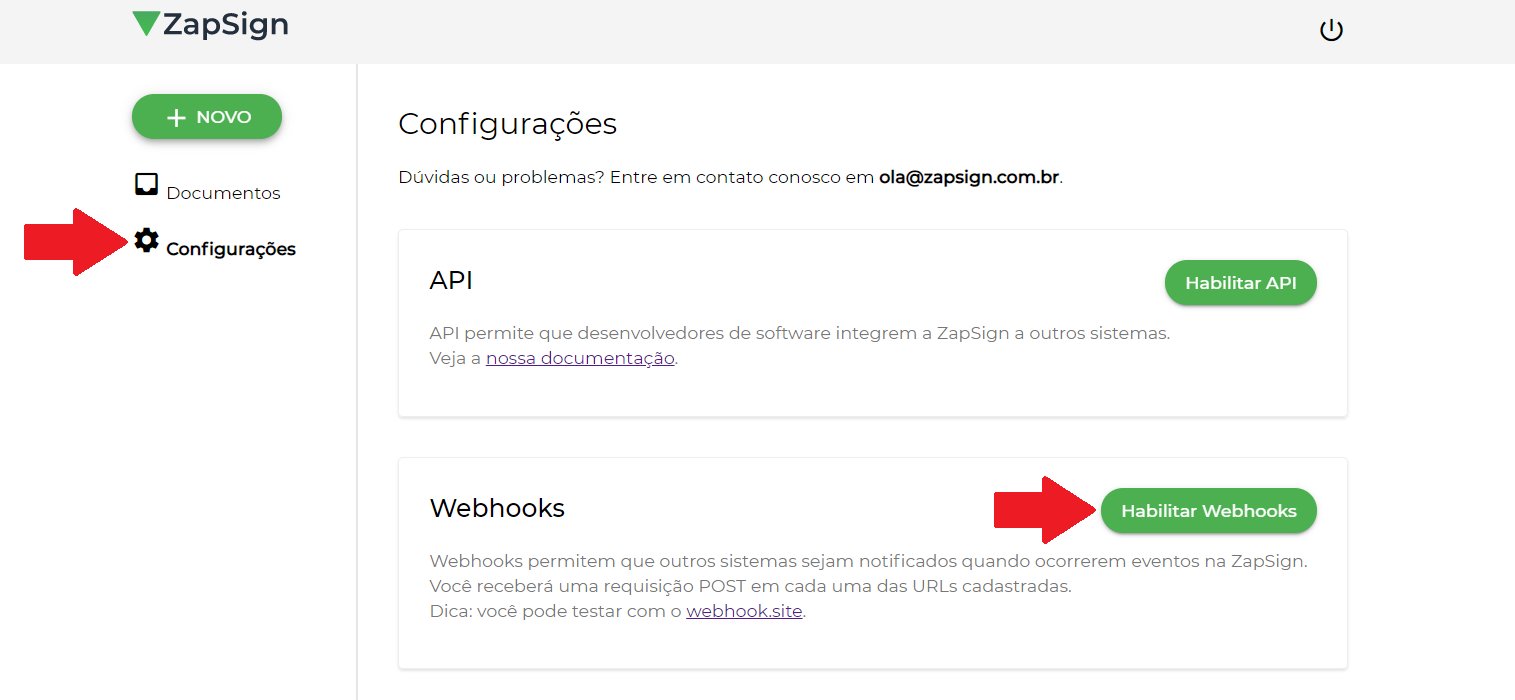 ZapSign
NOVO
Documentos
Configurações
Configurações
Dúvidas ou problemas? Entre em contato conosco em ola@zapsign.com.br.
API
Habilitar API
API permite que desenvolvedores de software integrem a ZapSign a outros sistemas.
Veja a nossa documentação.
Webhooks
Habilitar Webhooks
Webhooks permitem que outros sistemas sejam notificados quando ocorrerem eventos na ZapSign.
Você receberá uma requisição POST em cada uma das URLs cadastradas.
Dica: você pode testar com o webhook.site.